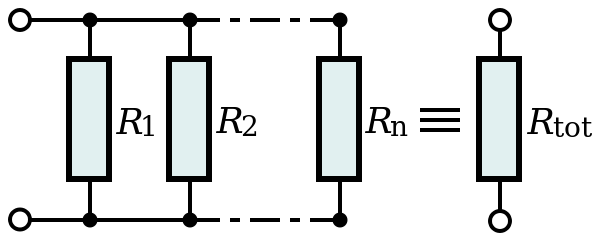 R1 R2 Rn ≡ Rtot